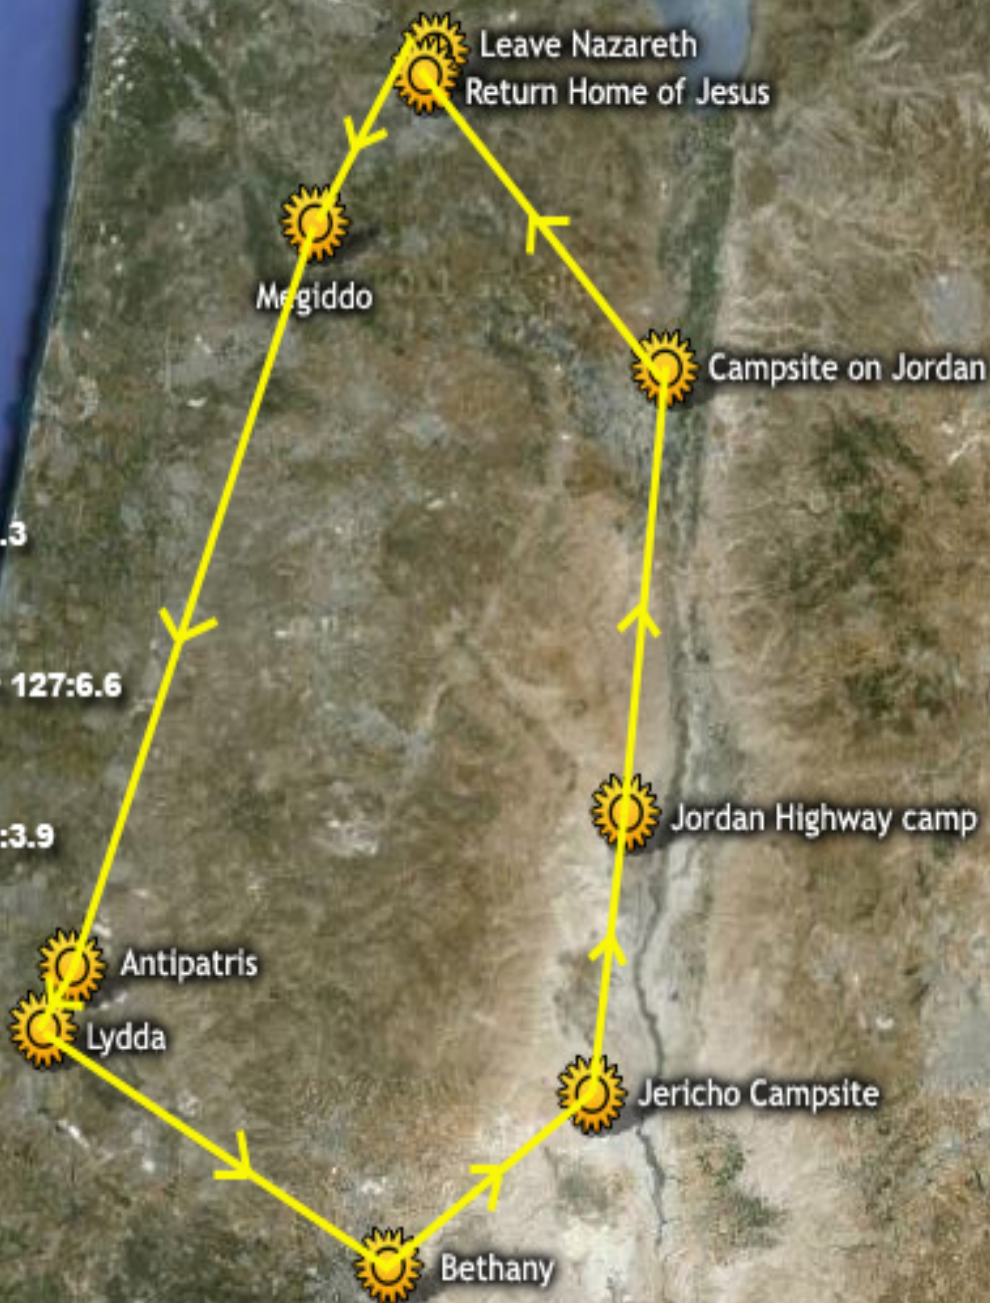 Leave Nazareth
Return Home of Jesus
Megiddo
Campsite on Jordan
.3
127:6.6
Jordan Highway camp
:3.9
Antipatris
Lydda
Jericho Campsite
Bethany